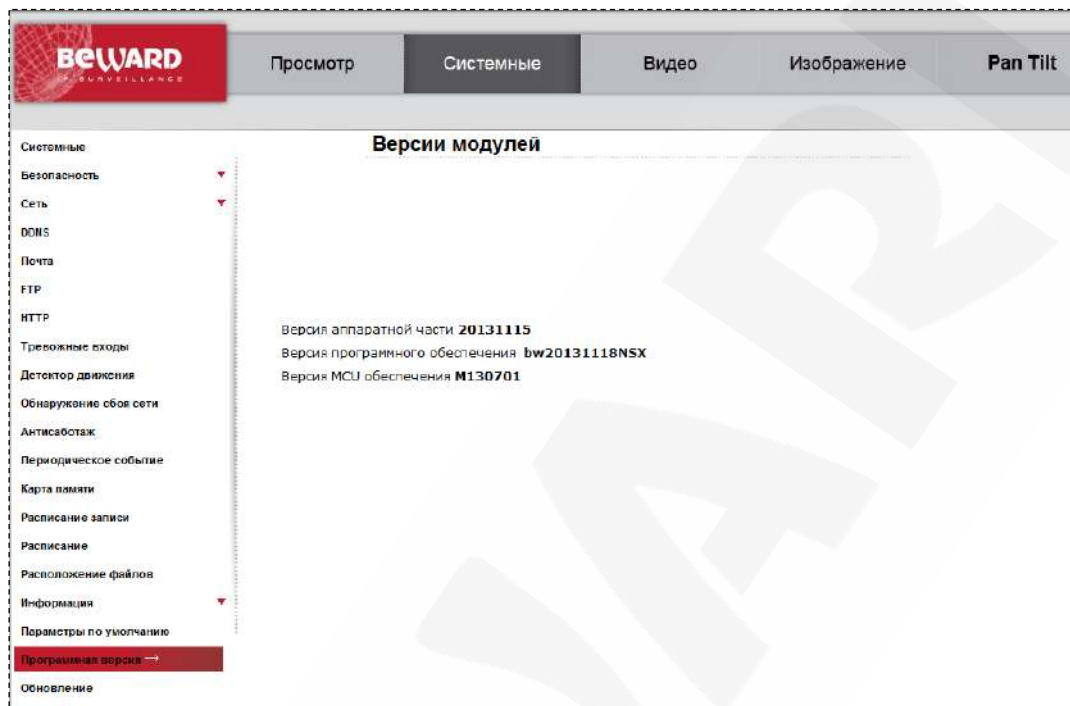 BEWARD
IP SURVEILLANCE
Просмотр
Системные
Видео
Изображение
Pan Tilt
Системные
Безопасность
Сеть
DDNS
Почта
FTP
HTTP
Тревожные входы
Детектор движения
Обнаружение сбоя сети
Антисаботаж
Периодическое событие
Карта памяти
Расписание записи
Расписание
Расположение файлов
Информация
Параметры по умолчанию
Программная версия →
Обновление
Версии модулей
Версия аппаратной части 20131115
Версия программного обеспечения bw20131118NSX
Версия MCU обеспечения M130701